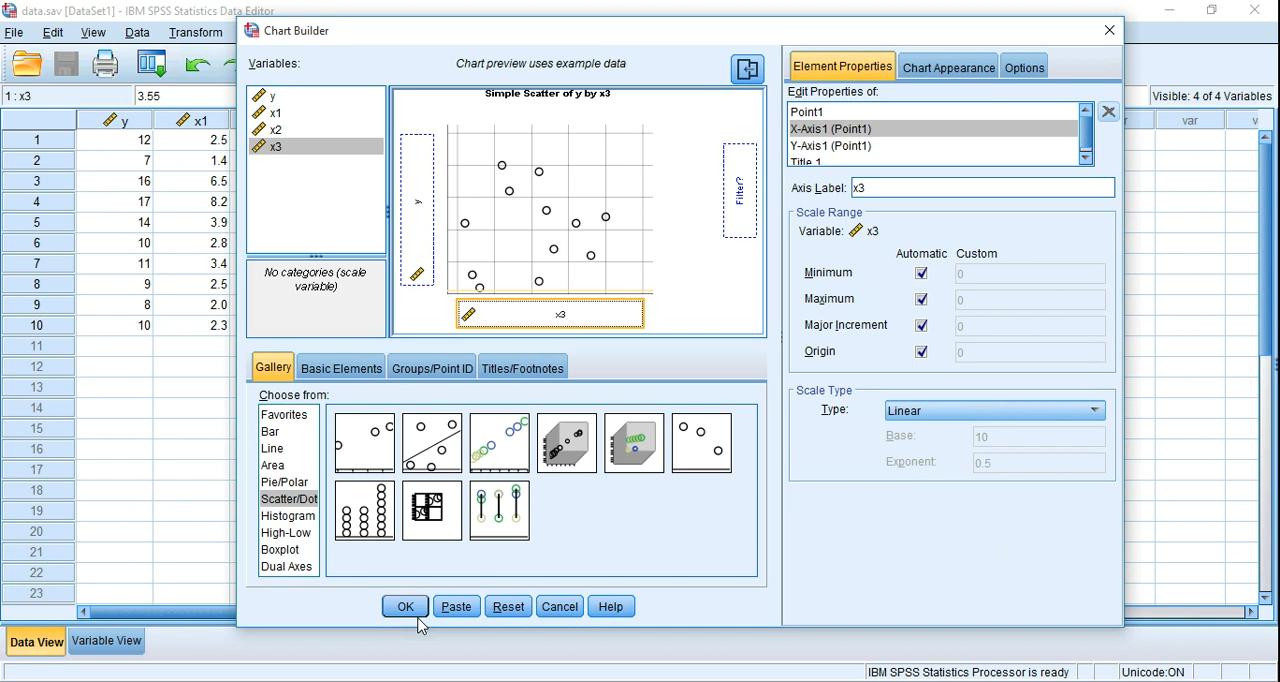 data.sav [DataSet1] - IBM SPSS Statistics Data Editor
File Edit View Data Transform
1 : x3 3.55
Visible: 4 of 4 Variables
y x1 var
1 12 2.5
2 7 1.4
3 16 6.5
4 17 8.2
5 14 3.9
6 10 2.8
7 11 3.4
8 9 2.5
9 8 2.0
10 10 2.3
11
12
13
14
15
16
17
18
19
20
21
22
23
Data View Variable View
IBM SPSS Statistics Processor is ready Unicode:ON
Chart Builder
Variables: Chart preview uses example data
y
x1
x2
x3
No categories (scale
variable)
Simple Scatter of y by x3
y
Filter?
x3
Gallery Basic Elements Groups/Point ID Titles/Footnotes
Choose from:
Favorites
Bar
Line
Area
Pie/Polar
Scatter/Dot
Histogram
High-Low
Boxplot
Dual Axes
OK Paste Reset Cancel Help
Element Properties Chart Appearance Options
Edit Properties of:
Point1
X-Axis1 (Point1)
Y-Axis1 (Point1)
Title 1
Axis Label: x3
Scale Range
Variable: x3
Automatic Custom
Minimum 0
Maximum 0
Major Increment 0
Origin 0
Scale Type
Type: Linear
Base: 10
Exponent: 0.5